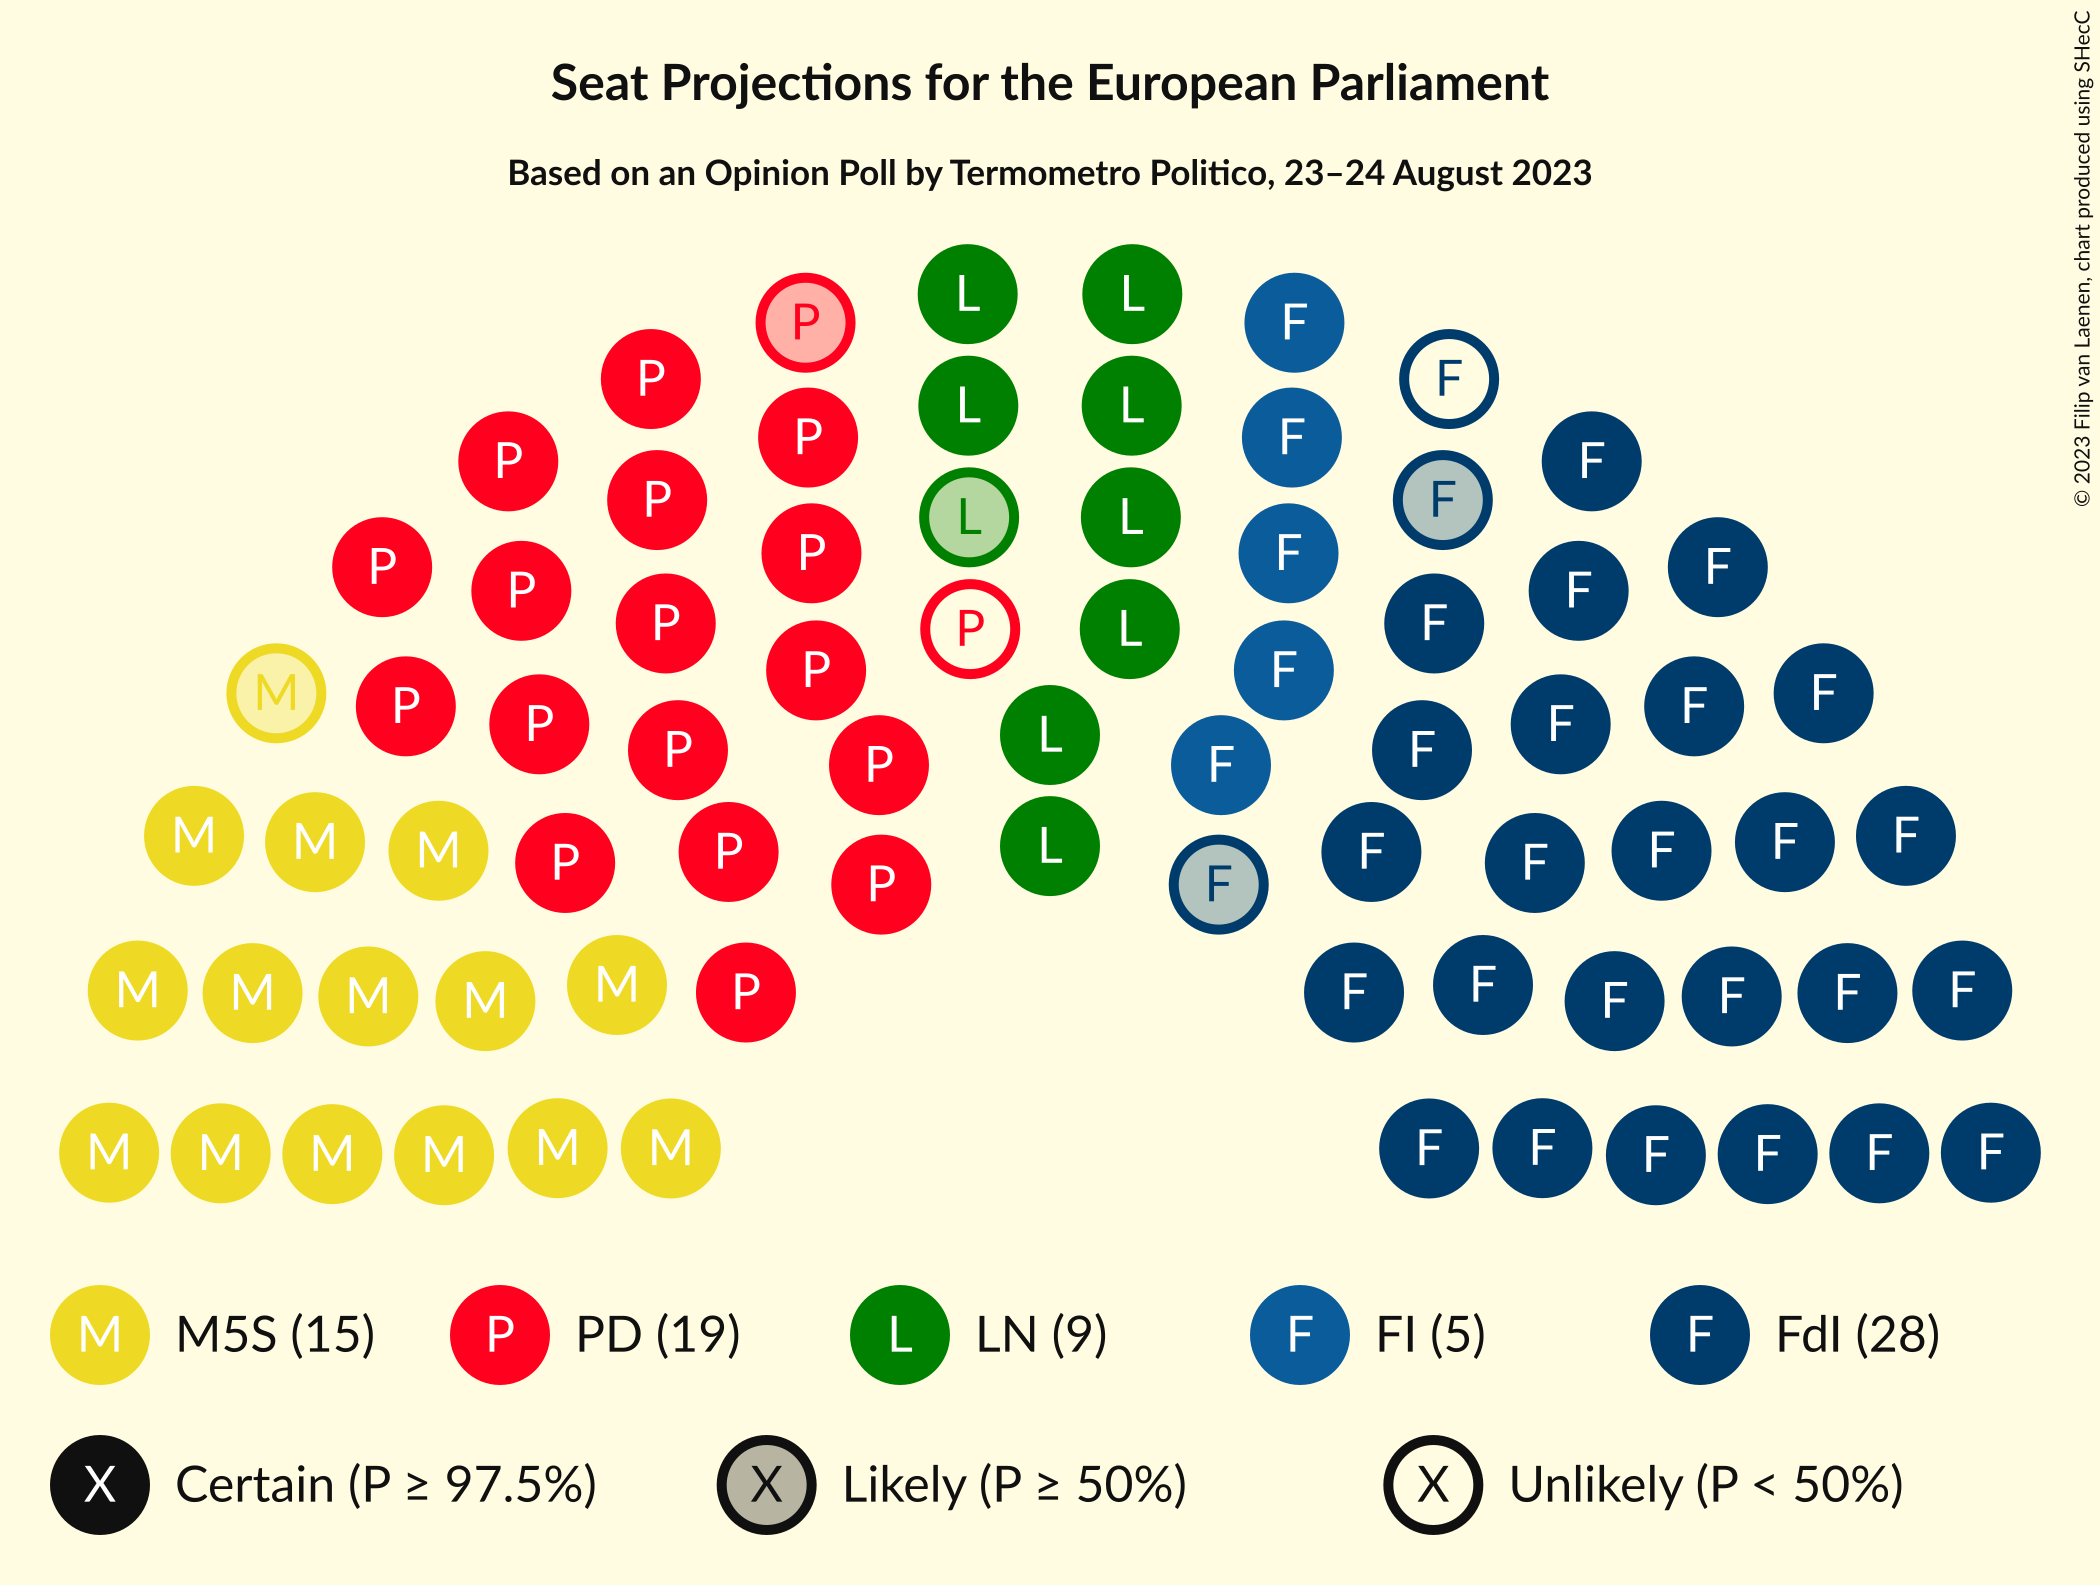 Seat Projections for the European Parliament
Based on an Opinion Poll by Termometro Politico, 23–24 August 2023
© 2023 Filip van Laenen, chart produced using SHecC
L L
P F
P F
L L
P F
P F
P F
L L
P F
P F
P F
P L F
P F
M F
P F
P F
P F
L
P F
P F
M F
M F
L
M F
P F
P F
P F
M F
M P F F
M F
M F
M F
M M F F
M M F F
M M F F
M5S (15) PD (19) LN (9) FI (5) FdI (28)
X Certain (P ≥ 97.5%) X Likely (P ≥ 50%) X Unlikely (P < 50%)